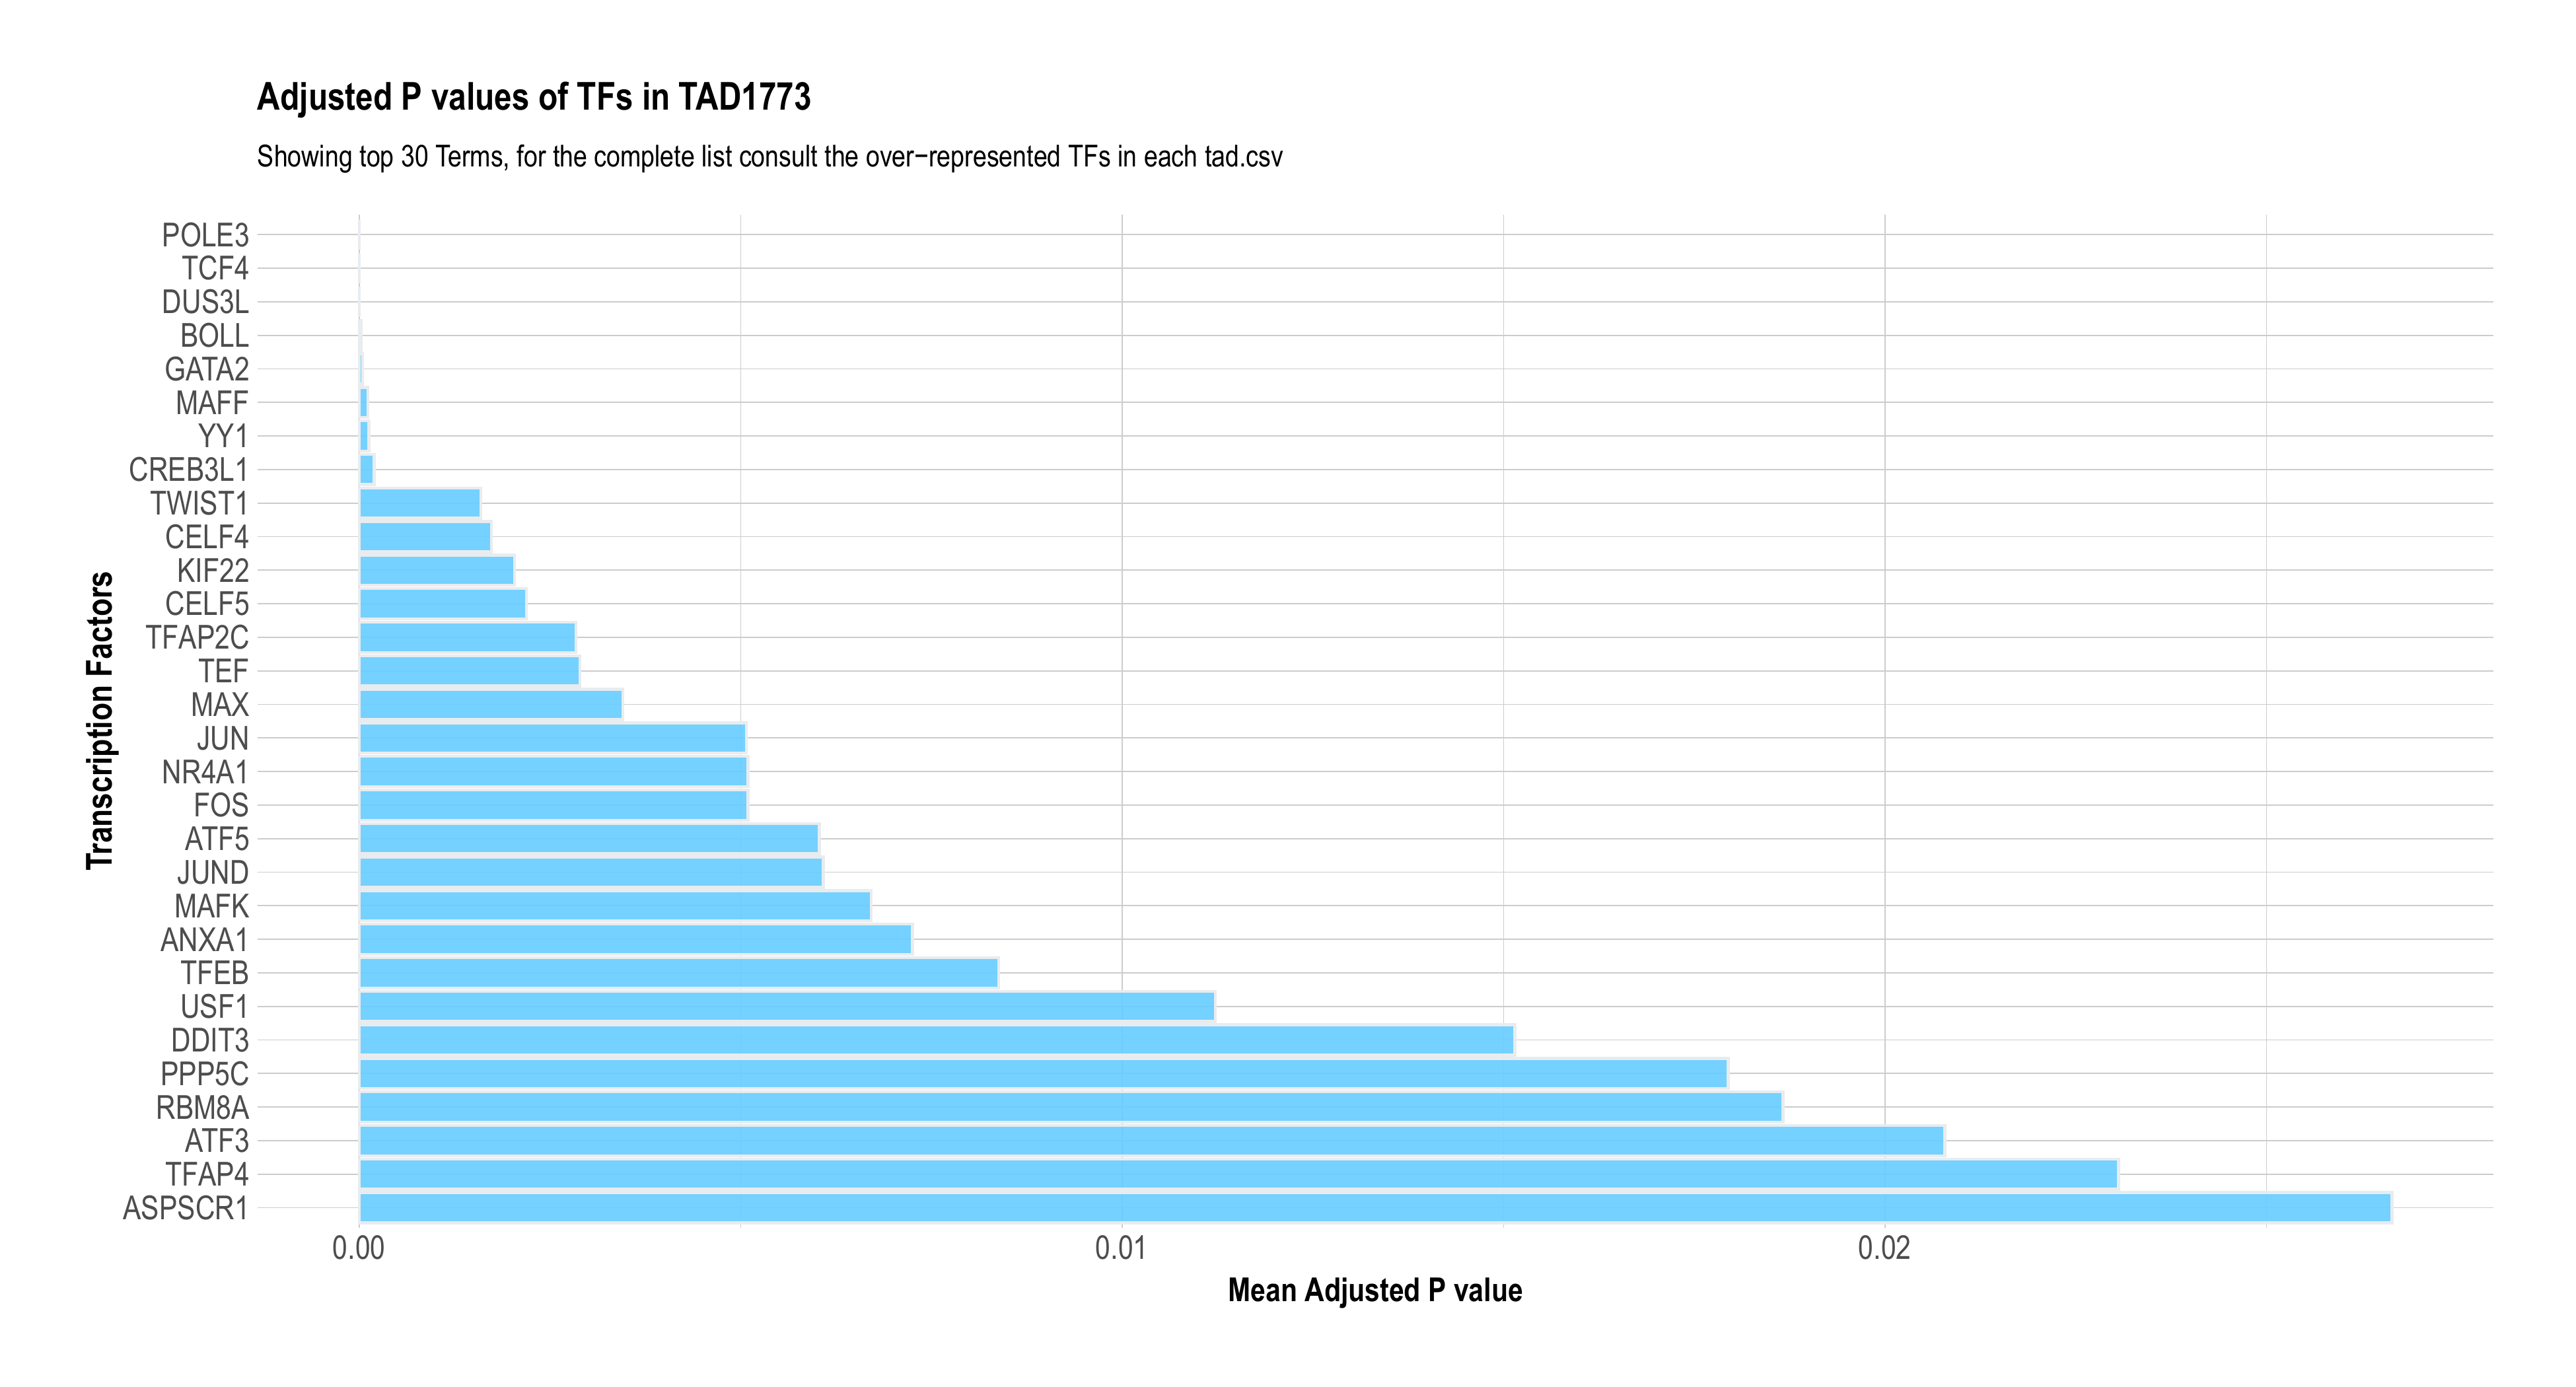 Adjusted P values of TFs in TAD1773
Showing top 30 Terms, for the complete list consult the over−represented TFs in each tad.csv
Transcription Factors
POLE3
TCF4
DUS3L
BOLL
GATA2
MAFF
YY1
CREB3L1
TWIST1
CELF4
KIF22
CELF5
TFAP2C
TEF
MAX
JUN
NR4A1
FOS
ATF5
JUND
MAFK
ANXA1
TFEB
USF1
DDIT3
PPP5C
RBM8A
ATF3
TFAP4
ASPSCR1
0.00 0.01 0.02
Mean Adjusted P value